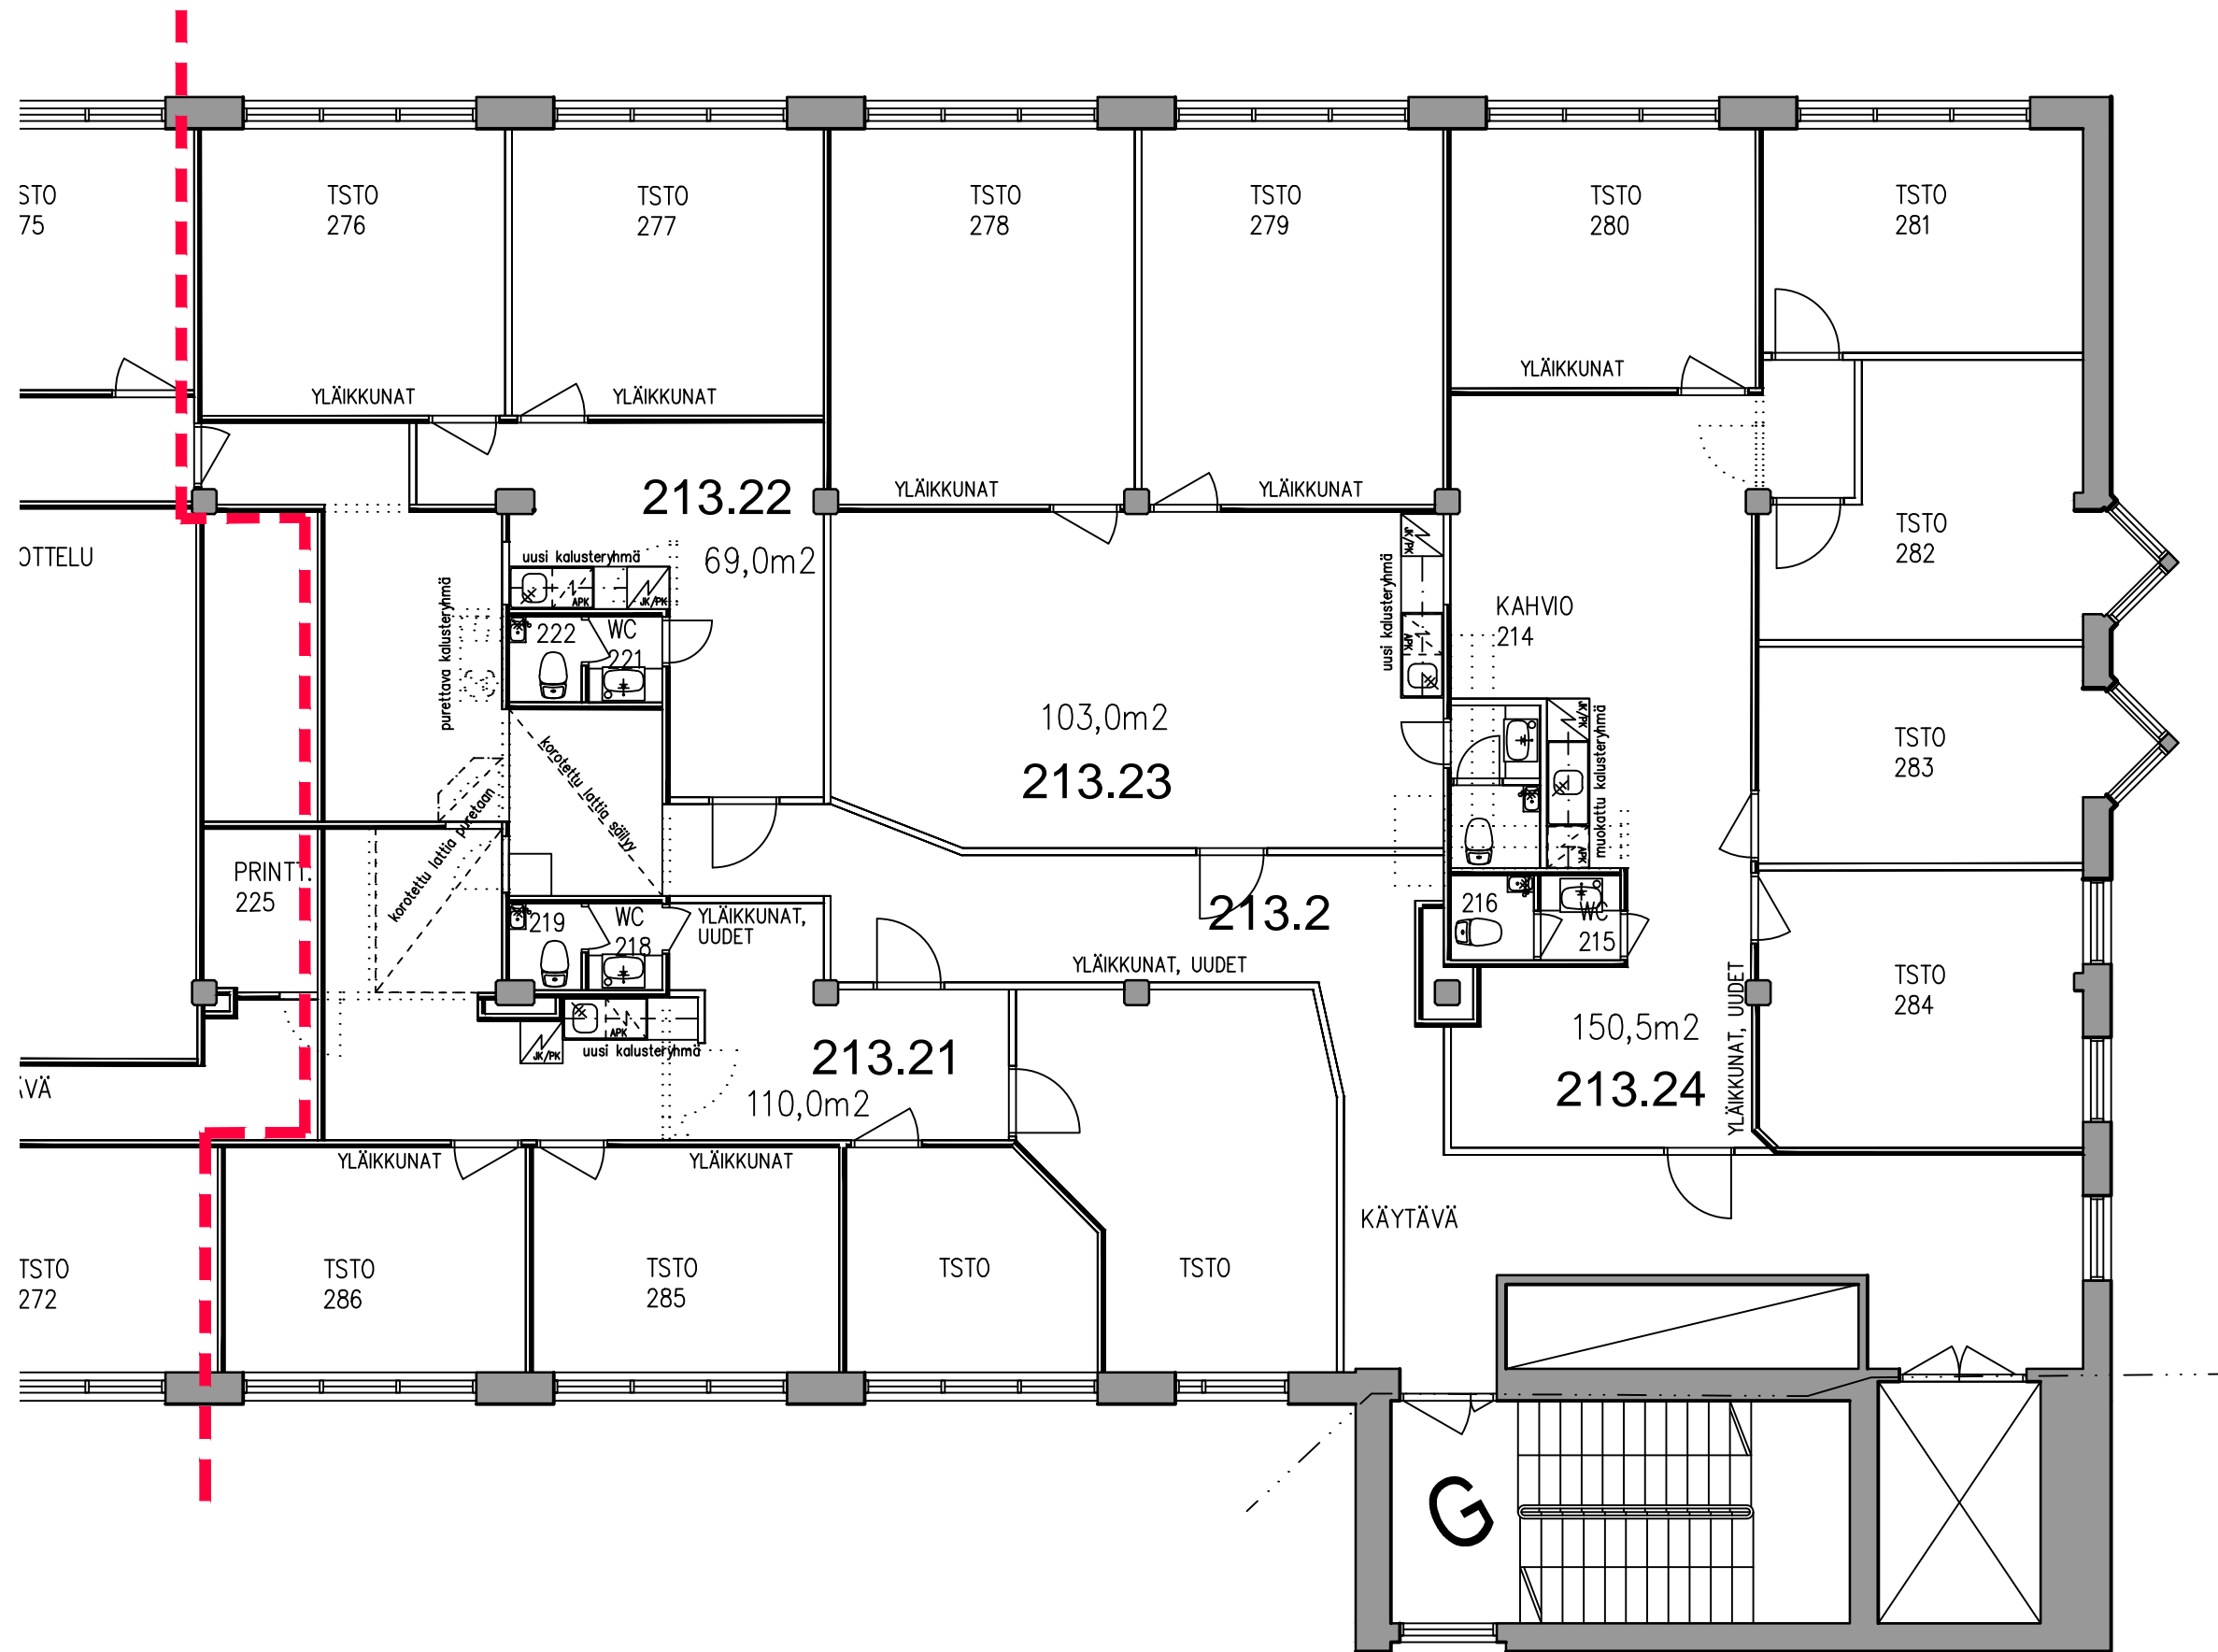 STO
75
TSTO
276
TSTO
277
TSTO
278
TSTO
279
TSTO
280
TSTO
281
YLÄIKKUNAT
YLÄIKKUNAT
YLÄIKKUNAT
YLÄIKKUNAT
YLÄIKKUNAT
213.22
69,0m2
OTTELU
uusi kalusteryhmä
APK
JK/PK
purettava kalusteryhmä
222
WC
221
korotettu lattia säilyy
korotettu lattia puretaan
PRINTT.
225
219
WC
218
YLÄIKKUNAT,
UUDET
APK
JK/PK
uusi kalusteryhmä
103,0m2
213.23
JK/PK
uusi kalusteryhmä
APK
KAHVIO
214
JK/PK
muokattu kalusteryhmä
APK
TSTO
282
TSTO
283
TSTO
284
213.2
YLÄIKKUNAT, UUDET
216
WC
215
150,5m2
213.24
YLÄIKKUNAT, UUDET
213.21
110,0m2
ÄVÄ
YLÄIKKUNAT
YLÄIKKUNAT
TSTO
272
TSTO
286
TSTO
285
TSTO
TSTO
KÄYTÄVÄ
G